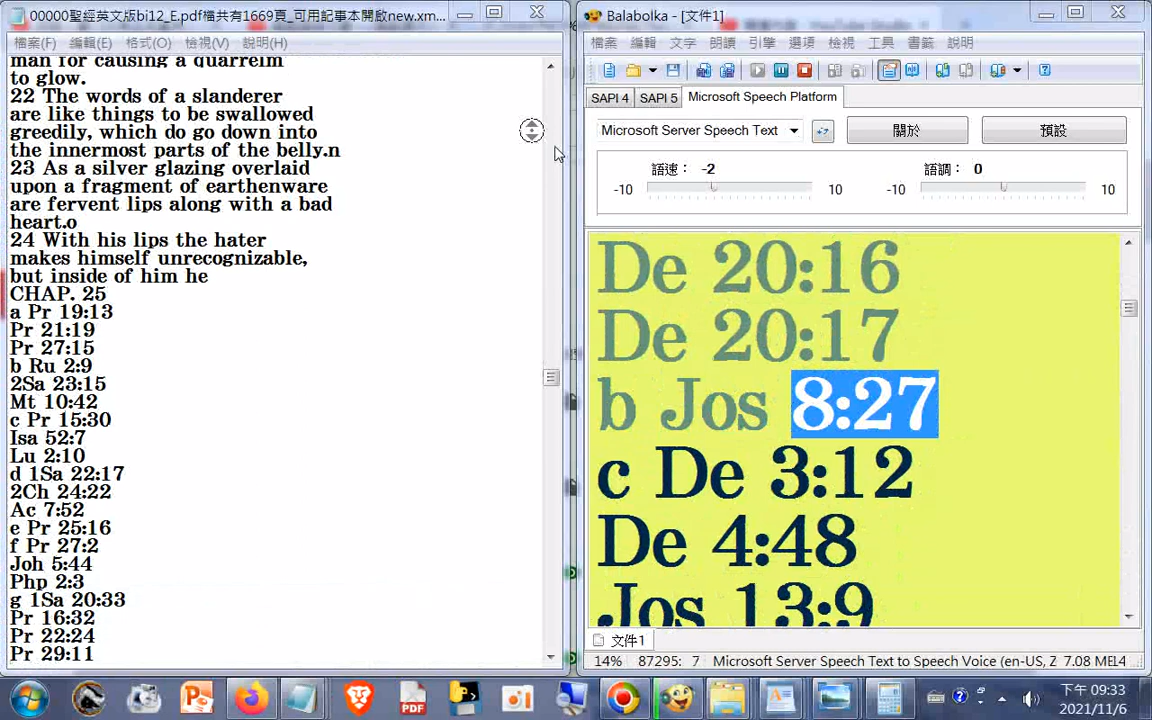 00000聖經英文版bi12_E.pdf檔共有1669頁_可用記事本開啟new.xm...
檔案(F) 編輯(E) 格式(O) 檢視(V) 說明(H)
man for causing a quarrelm
to glow.
22 The words of a slanderer
are like things to be swallowed
greedily, which do go down into
the innermost parts of the belly.n
23 As a silver glazing overlaid
upon a fragment of earthenware
are fervent lips along with a bad
heart.o
24 With his lips the hater
makes himself unrecognizable,
but inside of him he
CHAP. 25
a Pr 19:13
Pr 21:19
Pr 27:15
b Ru 2:9
2Sa 23:15
Mt 10:42
c Pr 15:30
Isa 52:7
Lu 2:10
d 1Sa 22:17
2Ch 24:22
Ac 7:52
e Pr 25:16
f Pr 27:2
Joh 5:44
Php 2:3
g 1Sa 20:33
Pr 16:32
Pr 22:24
Pr 29:11
Balabolka - [文件1]
檔案 編輯 文字 朗讀 引擎 選項 檢視 工具 書籤 說明
SAPI 4 SAPI 5 Microsoft Speech Platform
Microsoft Server Speech Text 關於 預設
語速： -2 語調： 0
-10 10 -10 10
De 20:16
De 20:17
b Jos 8:27
c De 3:12
De 4:48
Jos 13:9
文件1
14% 87295: 7 Microsoft Server Speech Text to Speech Voice (en-US, Z 7.08 MEL4
PDF
下午 09:33
2021/11/6